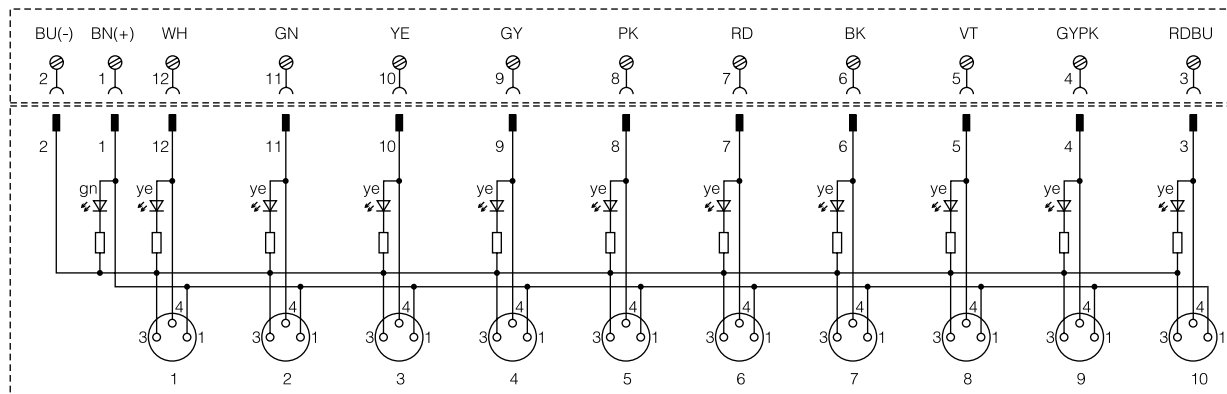 BU(-) BN(+) WH GN YE GY PK RD BK VT GYPK RDBU
2 1 12 11 10 9 8 7 6 5 4 3
2 1 12 11 10 9 8 7 6 5 4 3
gn ye ye ye ye ye ye ye ye ye ye
4 4 4 4 4 4 4 4 4 4
3 1 3 1 3 1 3 1 3 1 3 1 3 1 3 1 3 1 3 1
1 2 3 4 5 6 7 8 9 10